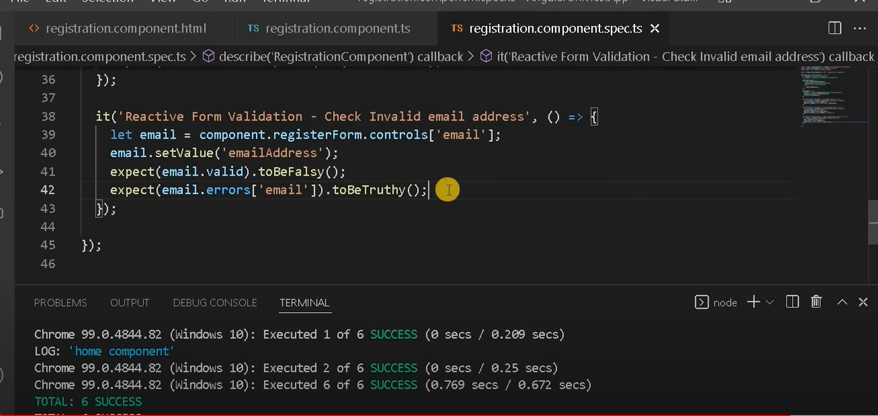 registration.component.html
TS registration.component.ts
TS registration.component.spec.ts
registration.component.spec.ts > describe('RegistrationComponent') callback > it('Reactive Form Validation - Check Invalid email address') callback
36 });
37
38 it('Reactive Form Validation - Check Invalid email address', () => {
39 let email = component.registerForm.controls['email'];
40 email.setValue('emailAddress');
41 expect(email.valid).toBeFalsy();
42 expect(email.errors['email']).toBeTruthy();
43 });
44
45 });
46
PROBLEMS OUTPUT DEBUG CONSOLE TERMINAL
node
Chrome 99.0.4844.82 (Windows 10): Executed 1 of 6 SUCCESS (0 secs / 0.209 secs)
LOG: 'home component'
Chrome 99.0.4844.82 (Windows 10): Executed 2 of 6 SUCCESS (0 secs / 0.25 secs)
Chrome 99.0.4844.82 (Windows 10): Executed 6 of 6 SUCCESS (0.769 secs / 0.672 secs)
TOTAL: 6 SUCCESS